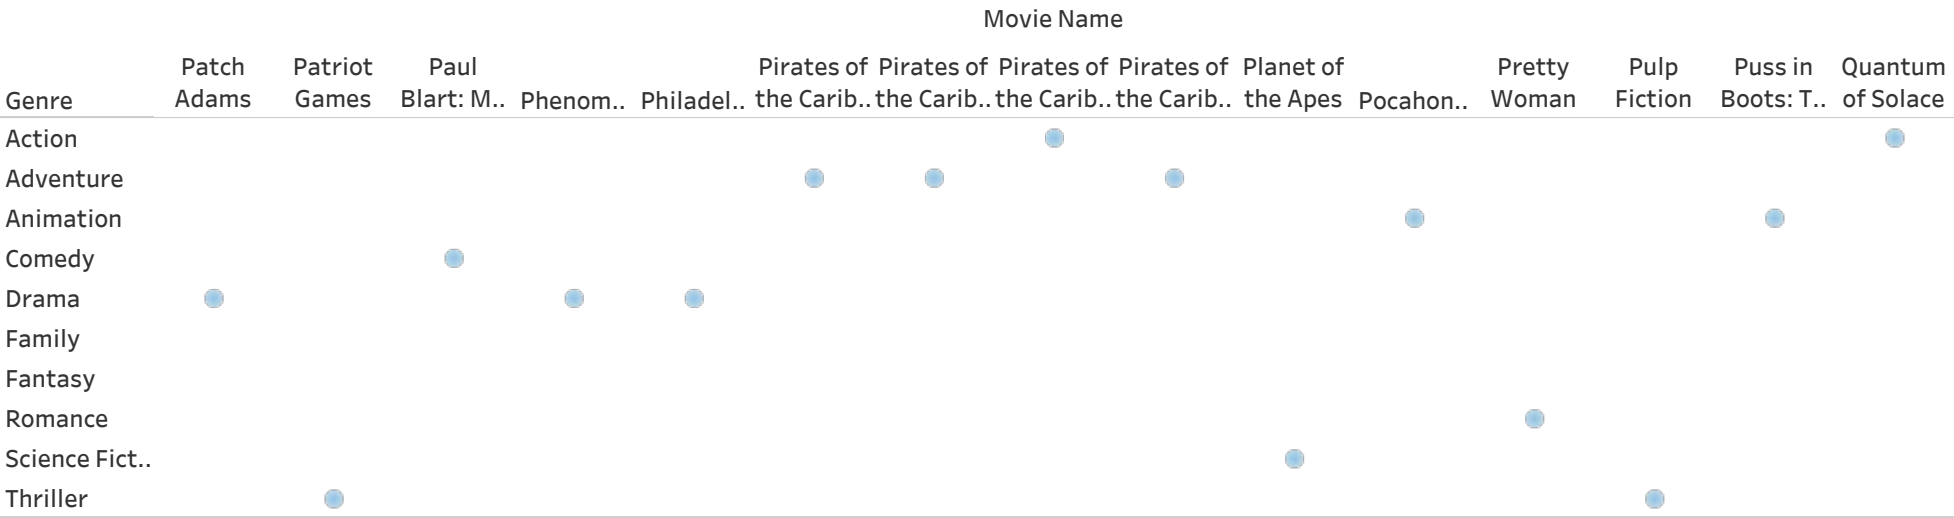 Movie Name
Patch Patriot Paul Pirates of Pirates of Pirates of Pirates of Planet of Pretty Pulp Puss in Quantum
Genre Adams Games Blart: M.. Phenom.. Philadel.. the Carib.. the Carib.. the Carib.. the Carib.. the Apes Pocahon.. Woman Fiction Boots: T.. of Solace
Action
Adventure
Animation
Comedy
Drama
Family
Fantasy
Romance
Science Fict..
Thriller